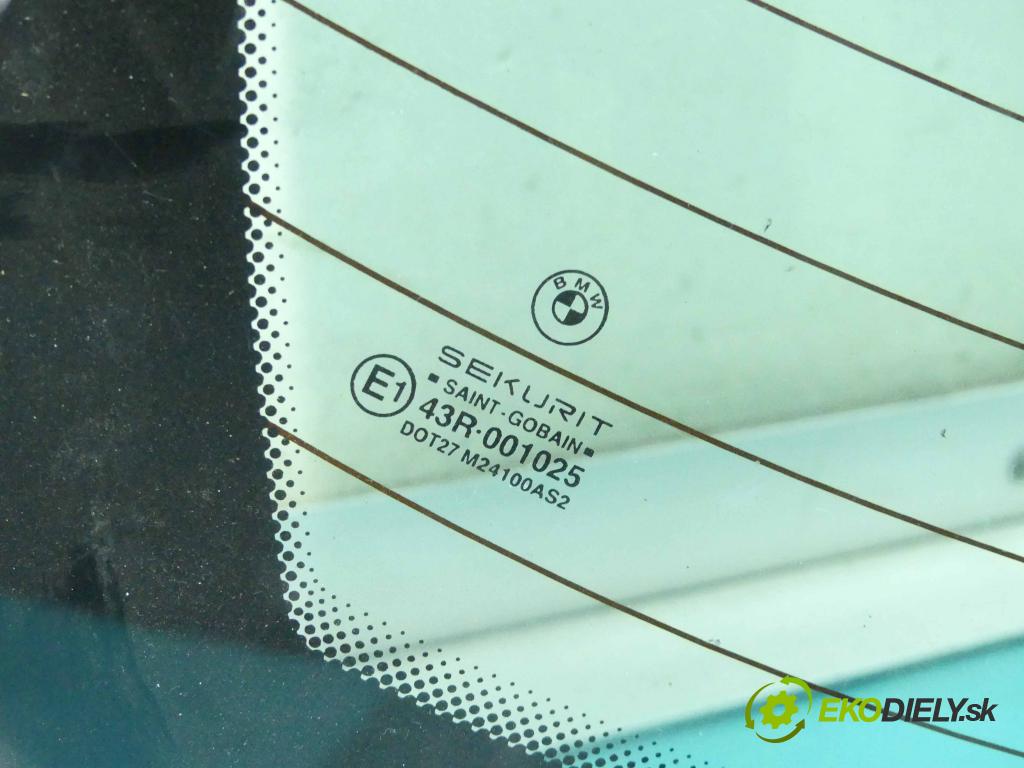 BMW
SEKURIT
SAINT-GOBAIN
E1
43R-001025
DOT27 M24100AS2
EKODIELY.sk